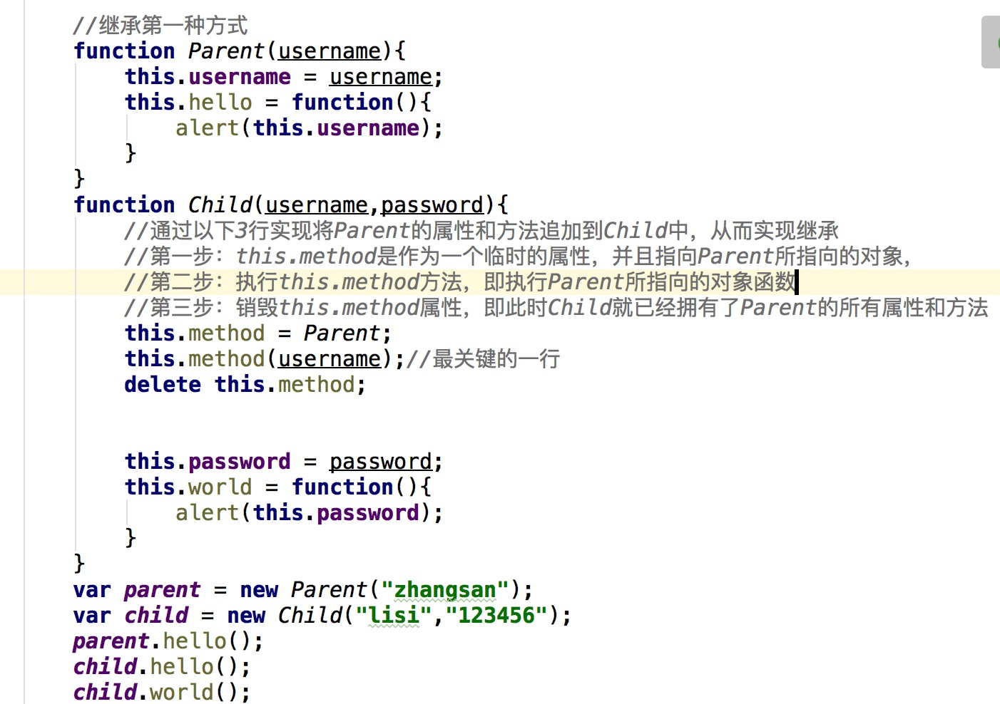 //继承第一种方式
function Parent(username){
this.username = username;
this.hello = function(){
alert(this.username);
}
}
function Child(username,password){
//通过以下3行实现将Parent的属性和方法追加到Child中，从而实现继承
//第一步：this.method是作为一个临时的属性，并且指向Parent所指向的对象，
//第二步：执行this.method方法，即执行Parent所指向的对象函数
//第三步：销毁this.method属性，即此时Child就已经拥有了Parent的所有属性和方法
this.method = Parent;
this.method(username);//最关键的一行
delete this.method;
this.password = password;
this.world = function(){
alert(this.password);
}
}
var parent = new Parent("zhangsan");
var child = new Child("lisi","123456");
parent.hello();
child.hello();
child.world();